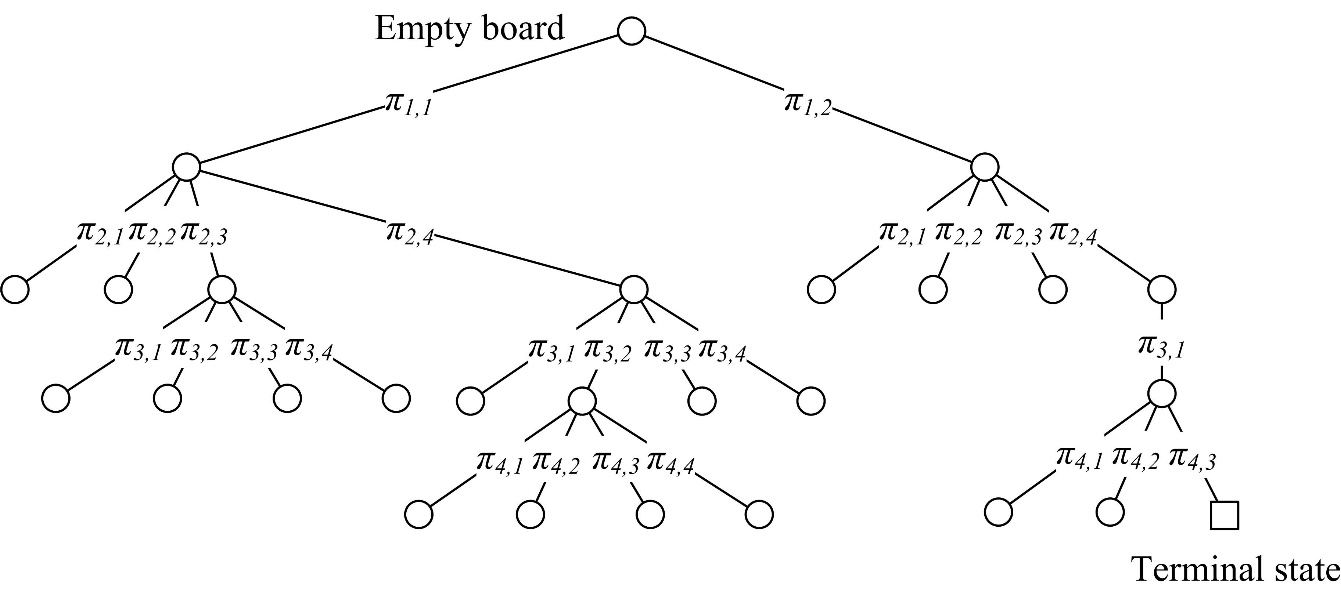 Empty board
π1,1 π1,2
π2,1 π2,2 π2,3 π2,4 π2,1 π2,2 π2,3 π2,4
π3,1 π3,2 π3,3 π3,4 π3,1 π3,2 π3,3 π3,4 π3,1
π4,1 π4,2 π4,3 π4,4 π4,1 π4,2 π4,3
Terminal state